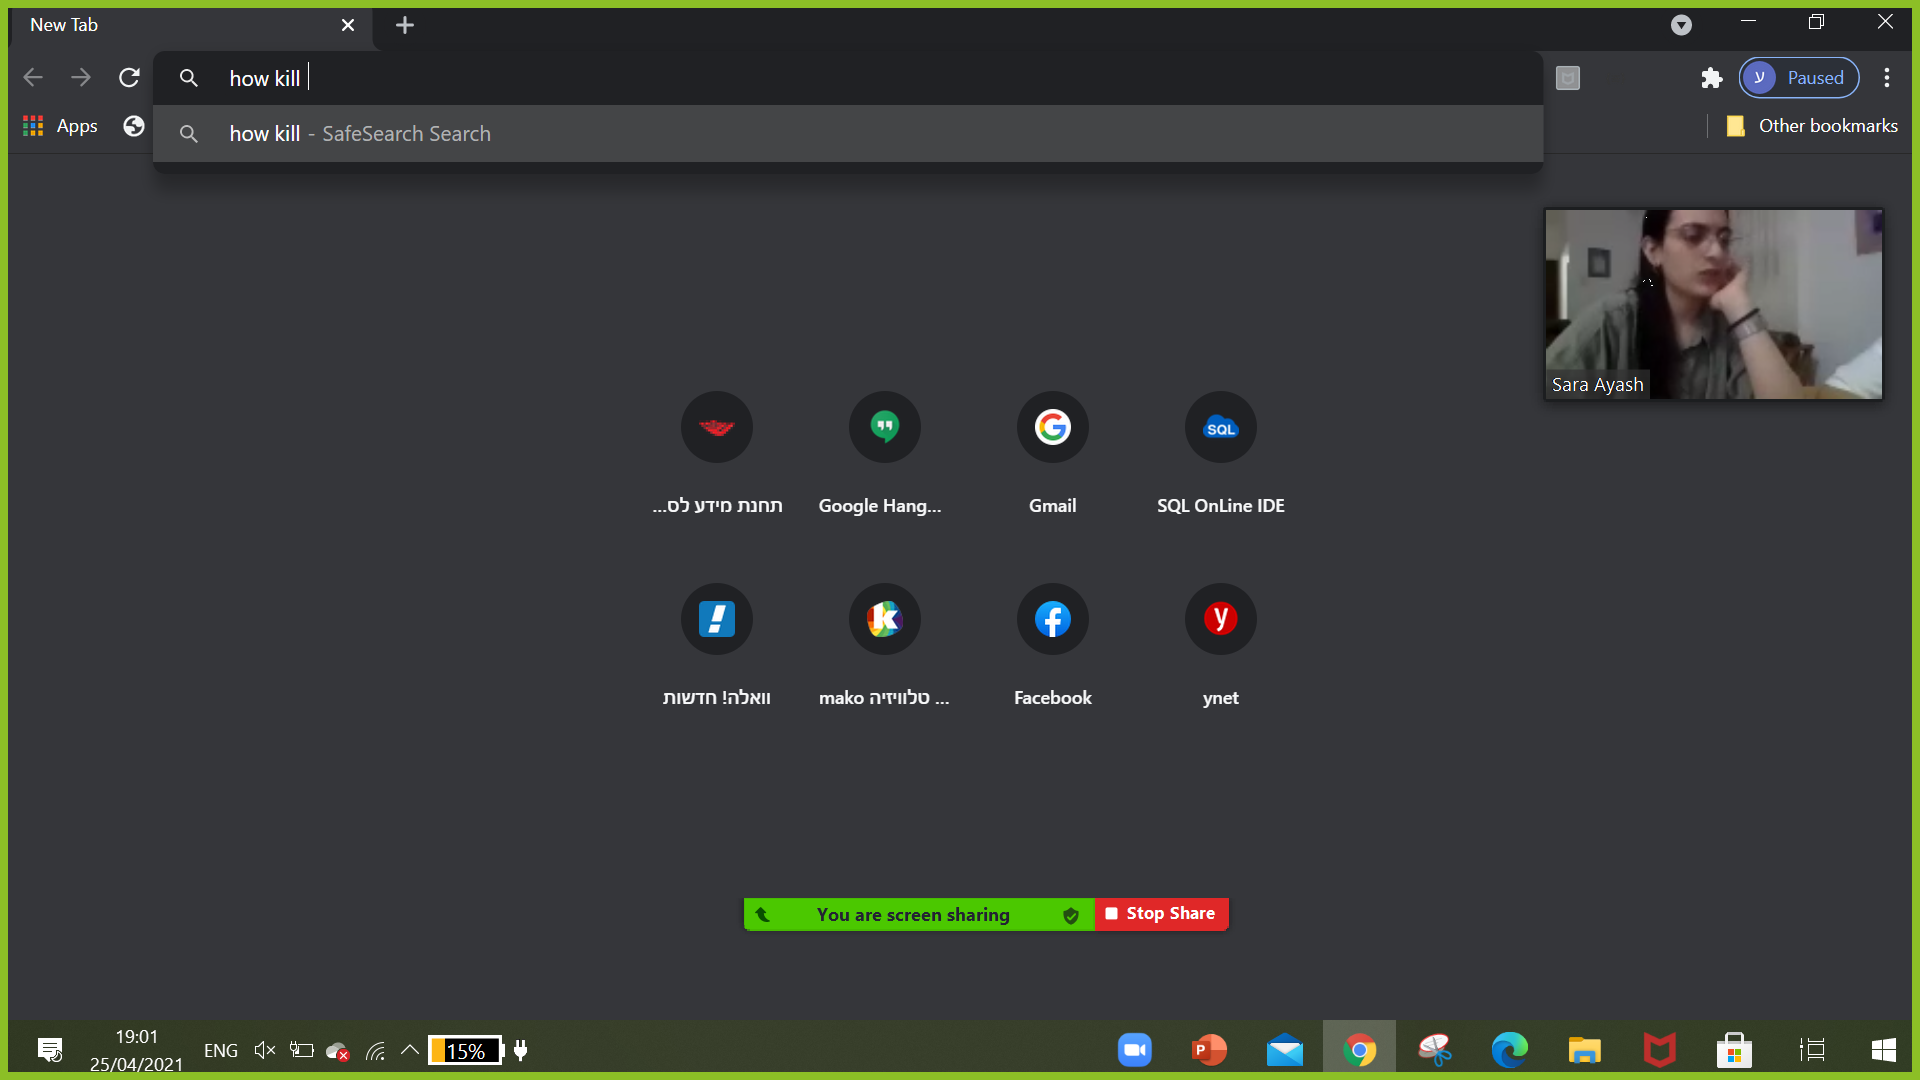 New Tab
how kill
Paused
Apps
how kill - SafeSearch Search
Other bookmarks
Sara Ayash
תחנת מידע לס...
Google Hang...
Gmail
SQL OnLine IDE
וואלה! חדשות
mako טלוויזיה ...
Facebook
ynet
You are screen sharing
Stop Share
19:01
25/04/2021
ENG
15%